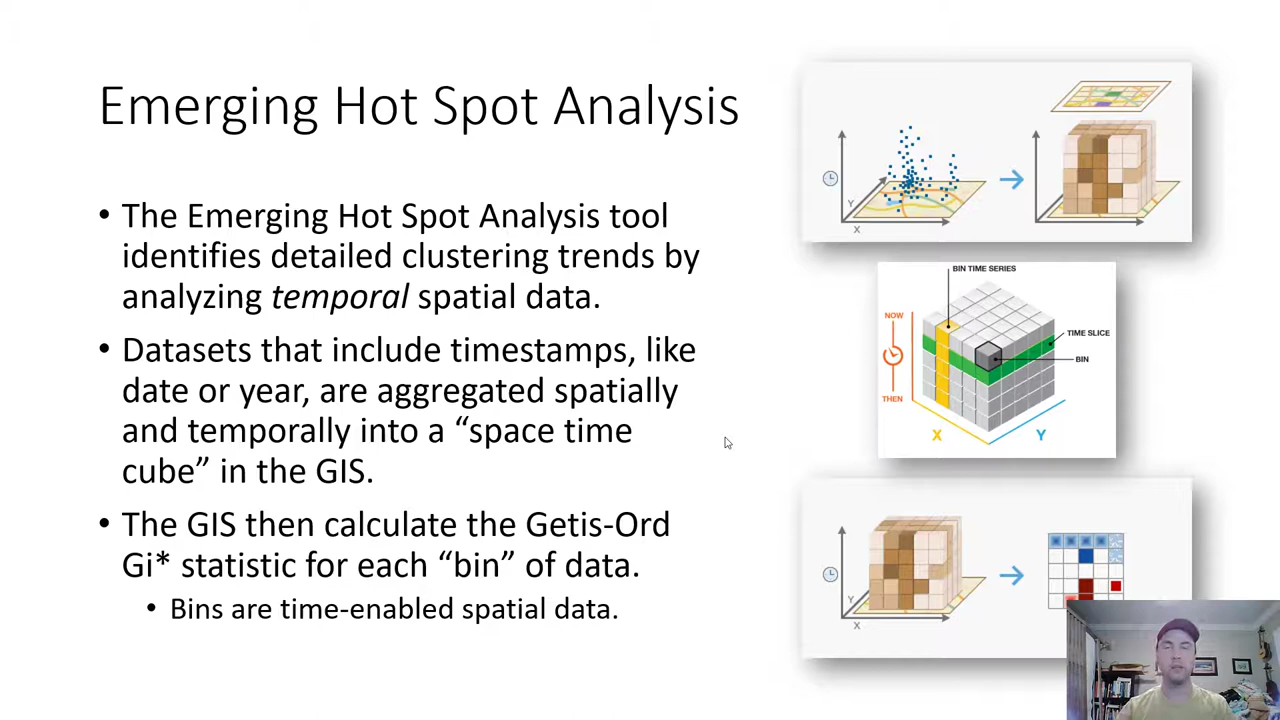 Emerging Hot Spot Analysis
• The Emerging Hot Spot Analysis tool
identifies detailed clustering trends by
analyzing temporal spatial data.
• Datasets that include timestamps, like
date or year, are aggregated spatially
and temporally into a “space time
cube” in the GIS.
• The GIS then calculate the Getis-Ord
Gi* statistic for each “bin” of data.
• Bins are time-enabled spatial data.
Y
X
BIN TIME SERIES
NOW
TIME SLICE
BIN
THEN
X
Y
Y
X